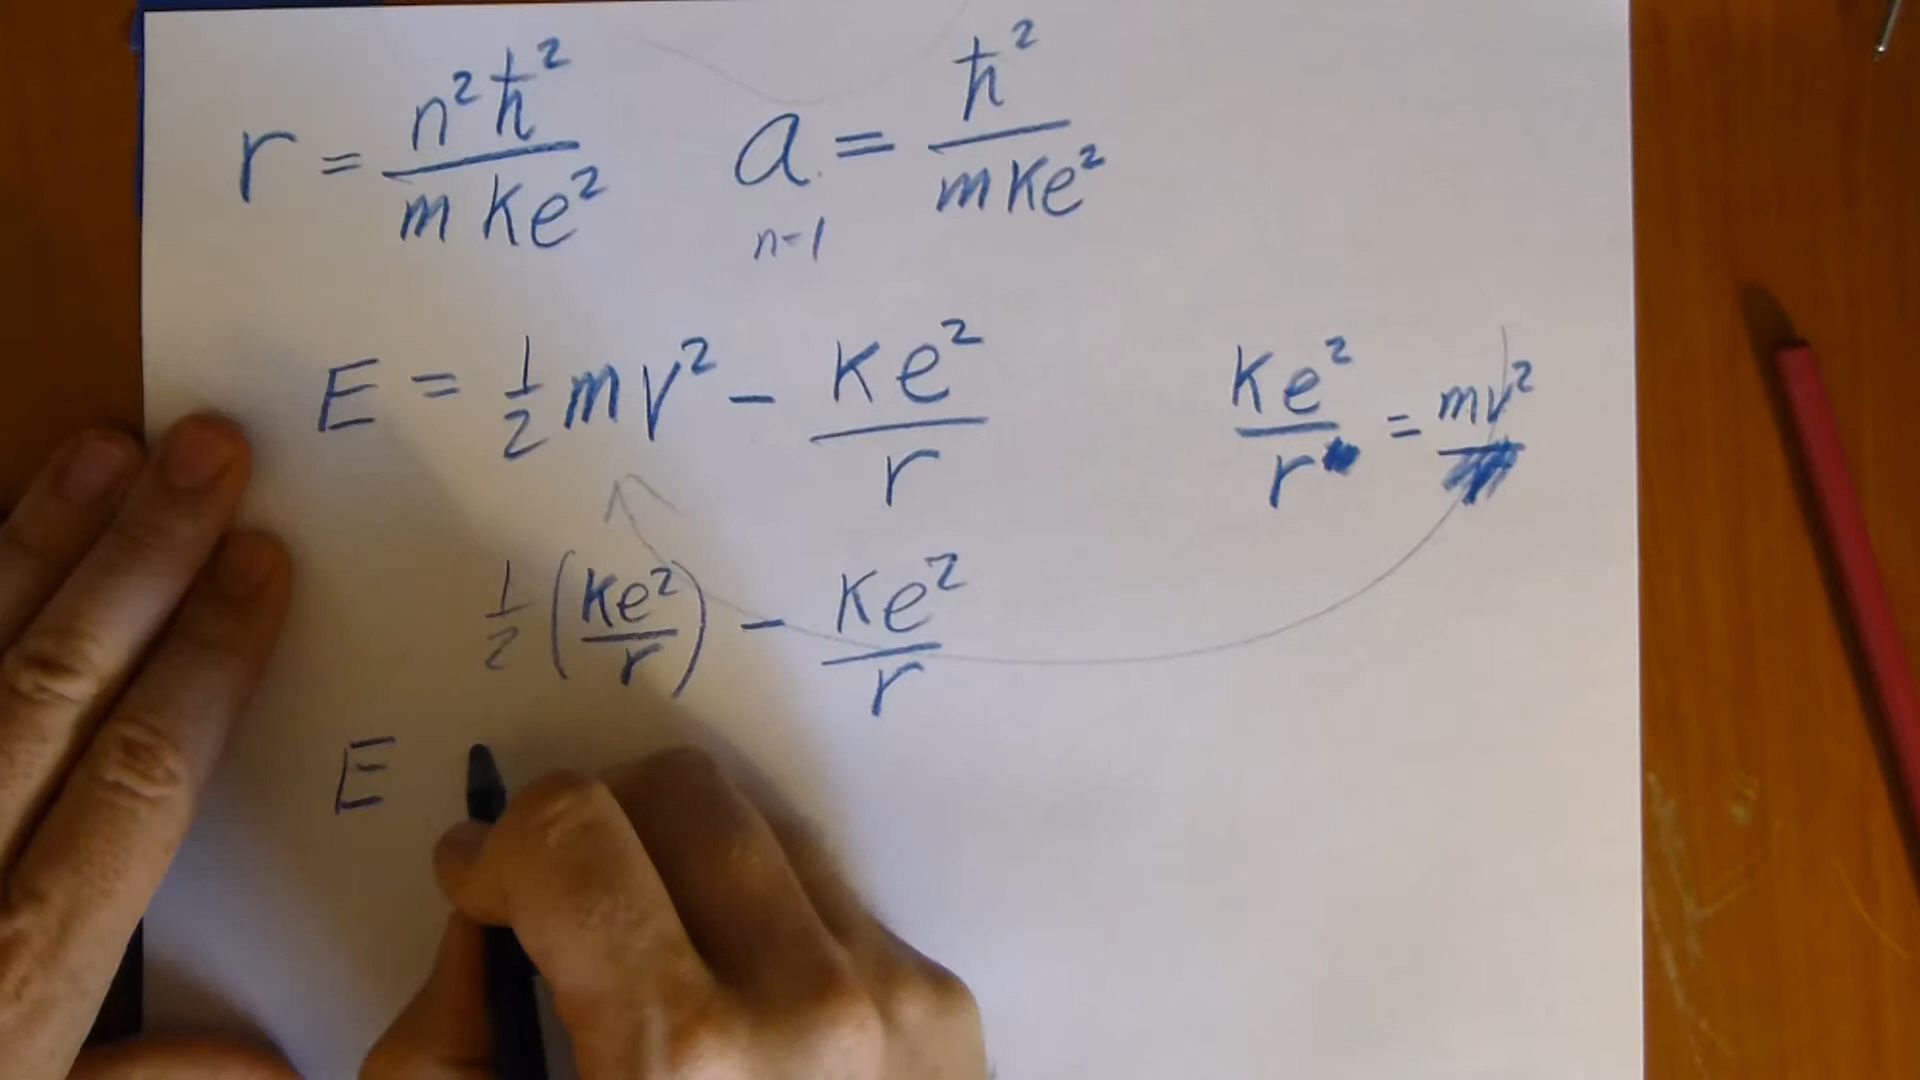 r = n²ħ² / mke²    a = ħ² / mke²
n=1
E = ½mv² - ke²/r    ke²/r = mv²
½(ke²/r) - ke²/r
E